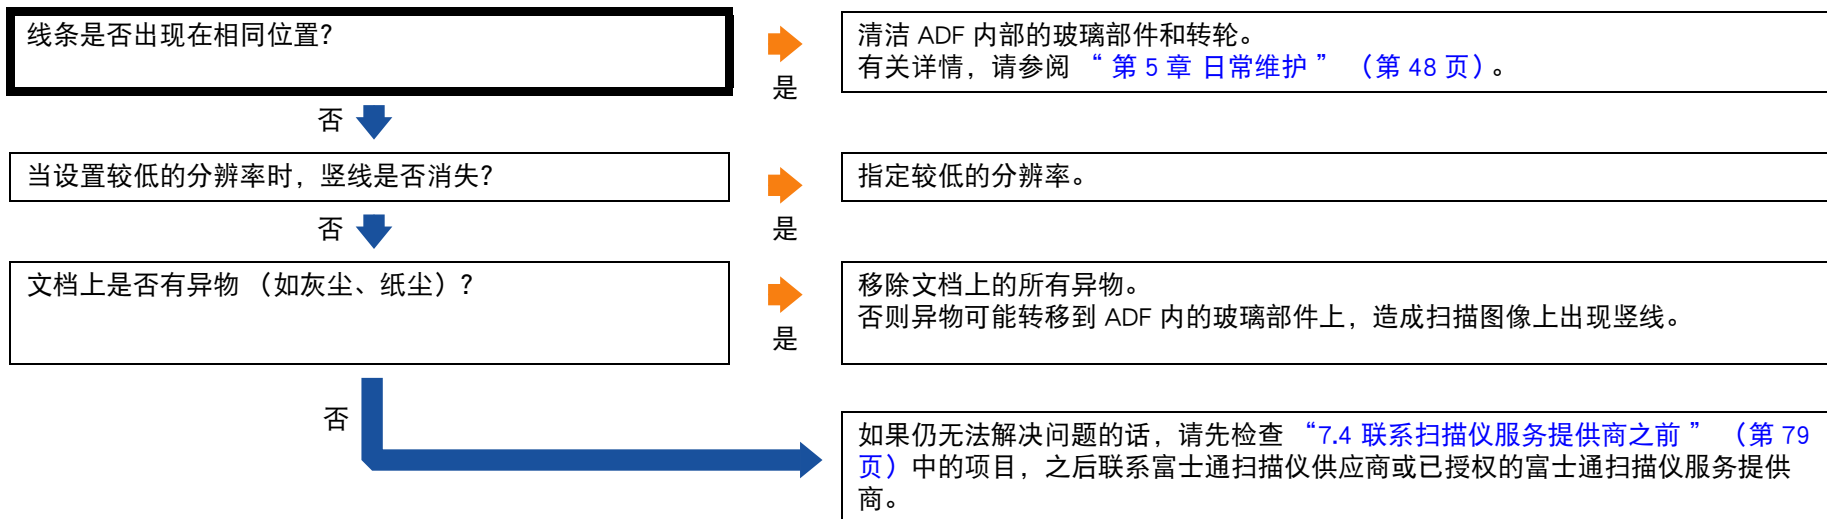 线条是否出现在相同位置？
清洁 ADF 内部的玻璃部件和转轮。
有关详情，请参阅 “ 第 5 章 日常维护 ” （第 48 页）。
是
否
当设置较低的分辨率时，竖线是否消失？
指定较低的分辨率。
是
否
文档上是否有异物 （如灰尘、纸尘）？
移除文档上的所有异物。
否则异物可能转移到 ADF 内的玻璃部件上，造成扫描图像上出现竖线。
是
否
如果仍无法解决问题的话，请先检查 “7.4 联系扫描仪服务提供商之前 ” （第 79
页）中的项目，之后联系富士通扫描仪供应商或已授权的富士通扫描仪服务提供
商。